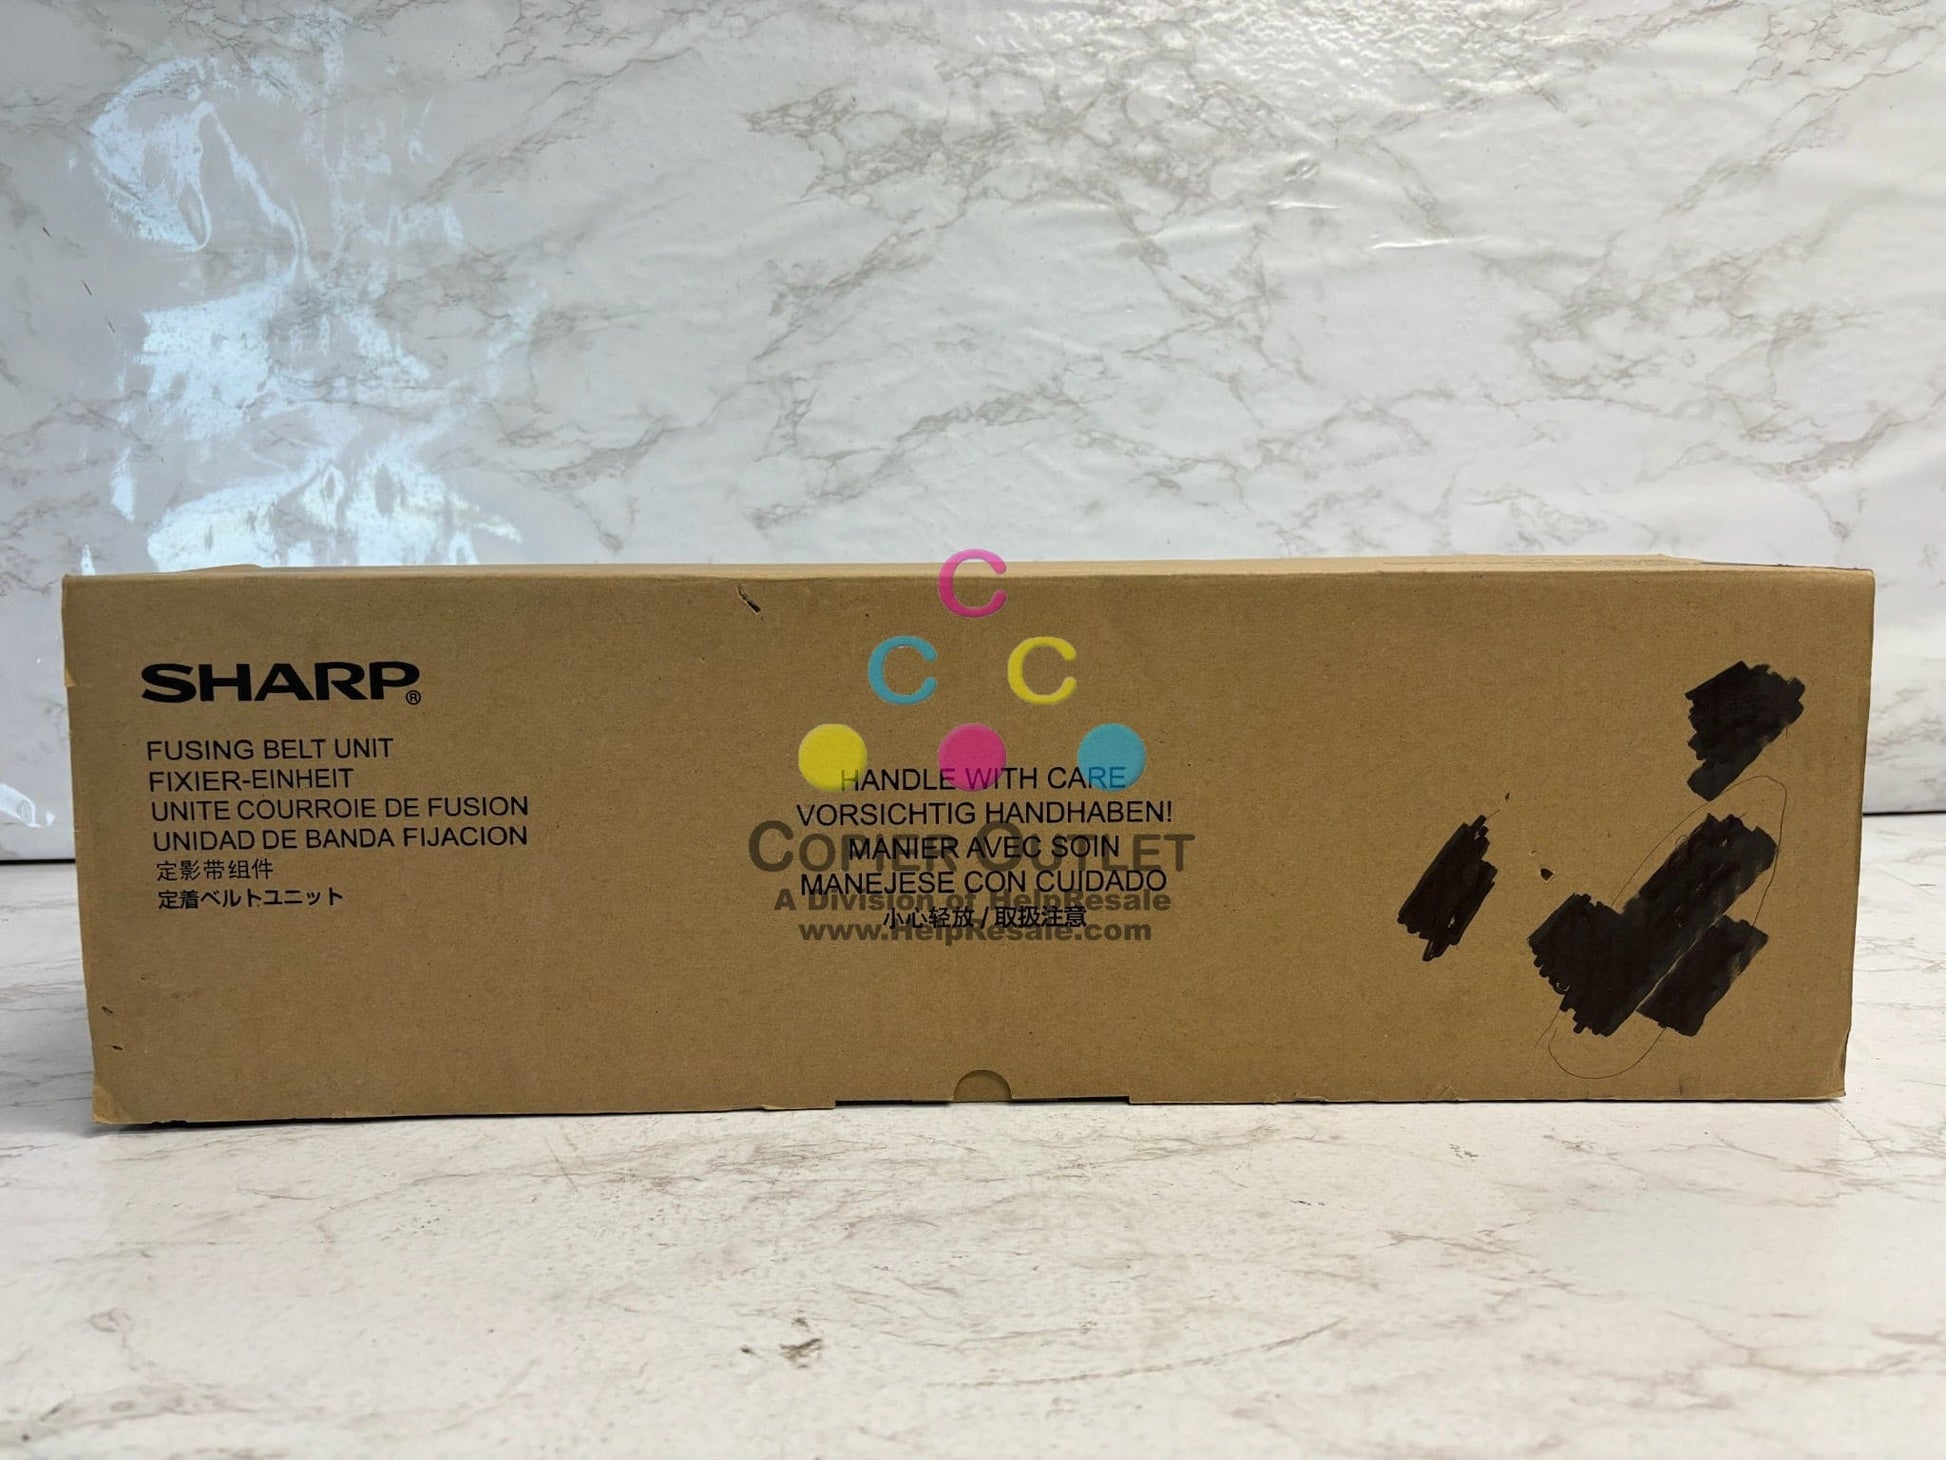 SHARP®
FUSING BELT UNIT
FIXIER-EINHEIT
UNITE COURROIE DE FUSION
UNIDAD DE BANDA FIJACION
定影带组件
定着ベルトユニット
C
C C
HANDLE WITH CARE
VORSICHTIG HANDHABEN!
MANIER AVEC SOIN
MANEJESE CON CUIDADO
小心轻放 / 取扱注意
COPIER OUTLET
A Division of HelpResale
www.HelpResale.com